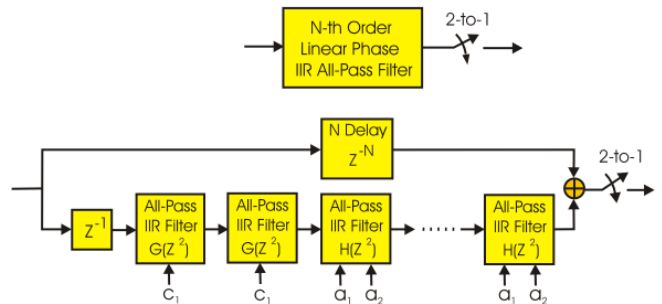 N-th Order
Linear Phase
IIR All-Pass Filter
2-to-1
N Delay
Z^-N
2-to-1
Z^-1
All-Pass
IIR Filter
G(Z^2)
All-Pass
IIR Filter
G(Z^2)
All-Pass
IIR Filter
H(Z^2)
All-Pass
IIR Filter
H(Z^2)
c1
c1
a1 a2
a1 a2